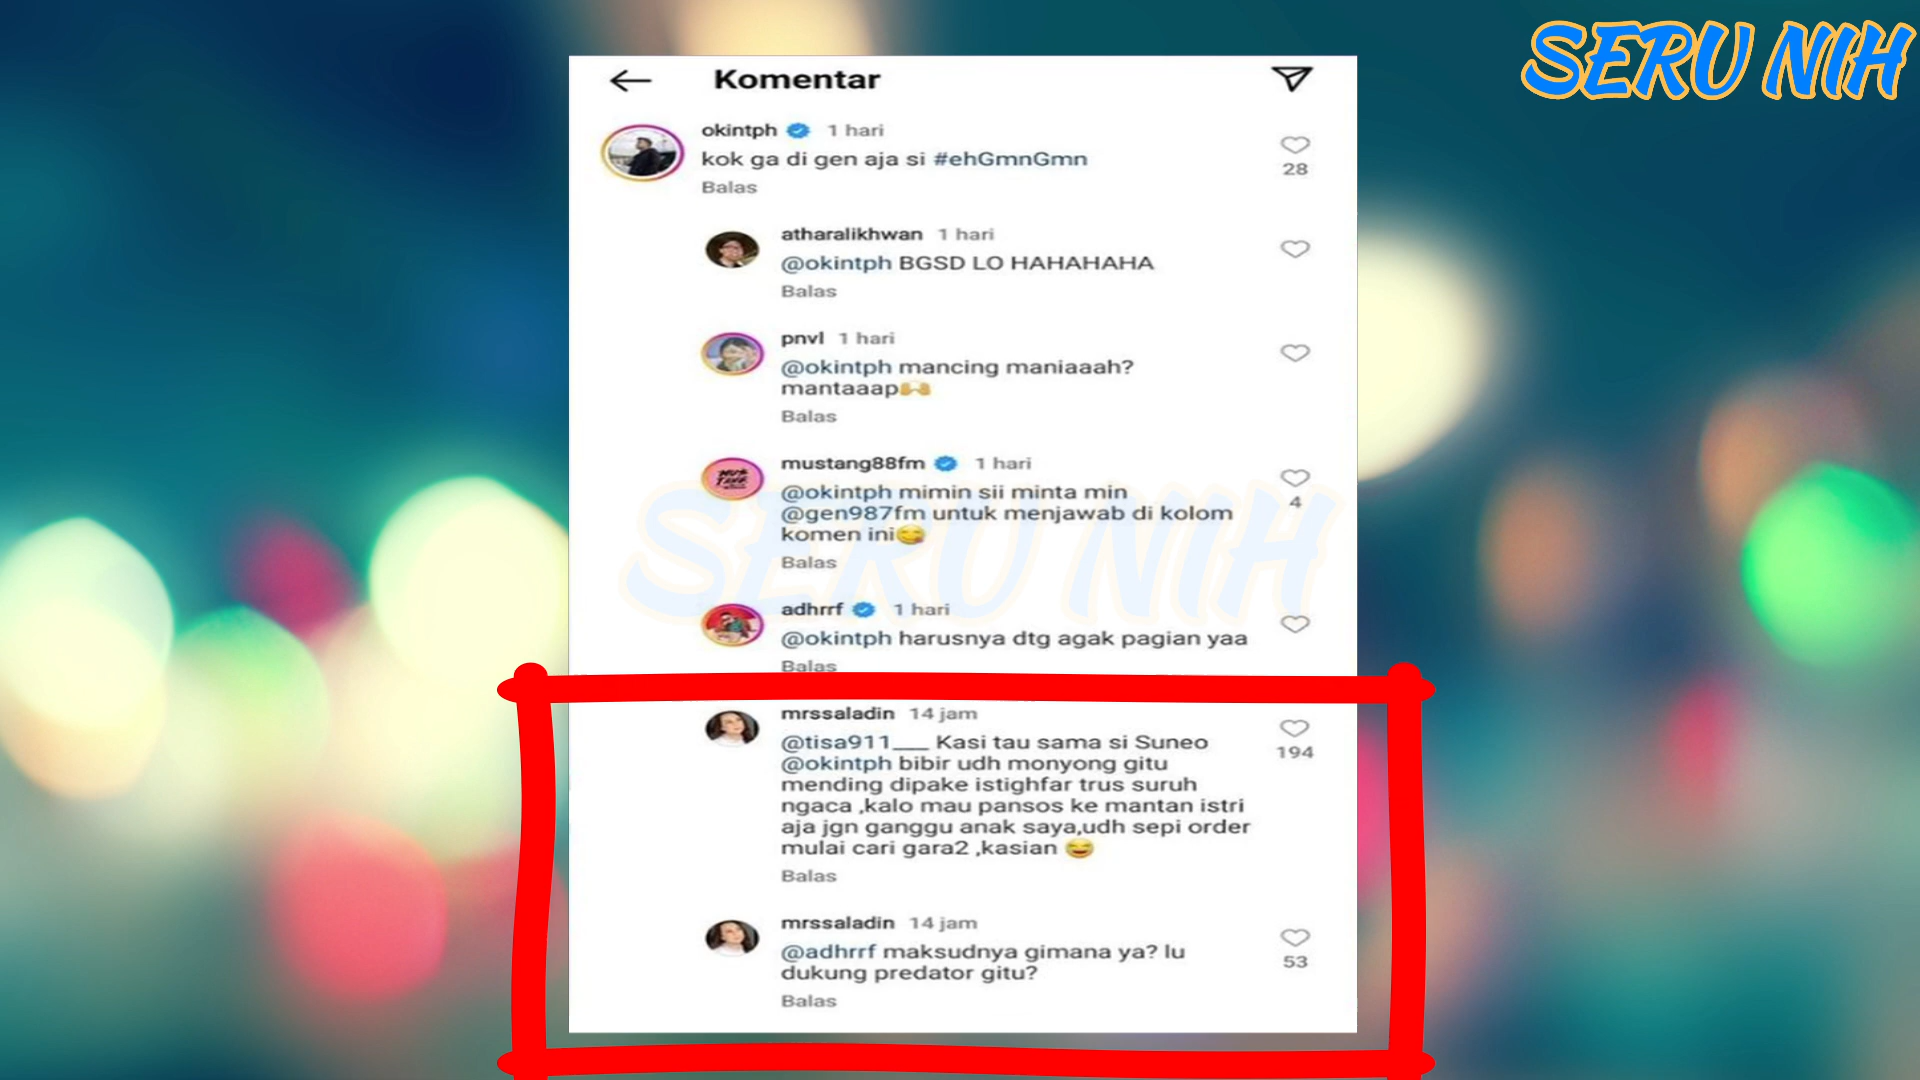 SERU NIH
Komentar
okintph 1 hari
kok ga di gen aja si #ehGmnGmn
28
Balas
atharalikhwan 1 hari
@okintph BGSD LO HAHAHAHA
Balas
pnvl 1 hari
@okintph mancing maniaaah?
mantaaap🙌
Balas
mustang88fm 1 hari
@okintph mimin sii minta min
4
@gen987fm untuk menjawab di kolom
komen ini😋
Balas
SERU NIH
adhrrf 1 hari
@okintph harusnya dtg agak pagian yaa
Balas
mrssaladin 14 jam
@tisa911___ Kasi tau sama si Suneo
194
@okintph bibir udh monyong gitu
mending dipake istighfar trus suruh
ngaca ,kalo mau pansos ke mantan istri
aja jgn ganggu anak saya,udh sepi order
mulai cari gara2 ,kasian 😂
Balas
mrssaladin 14 jam
@adhrrf maksudnya gimana ya? lu
53
dukung predator gitu?
Balas